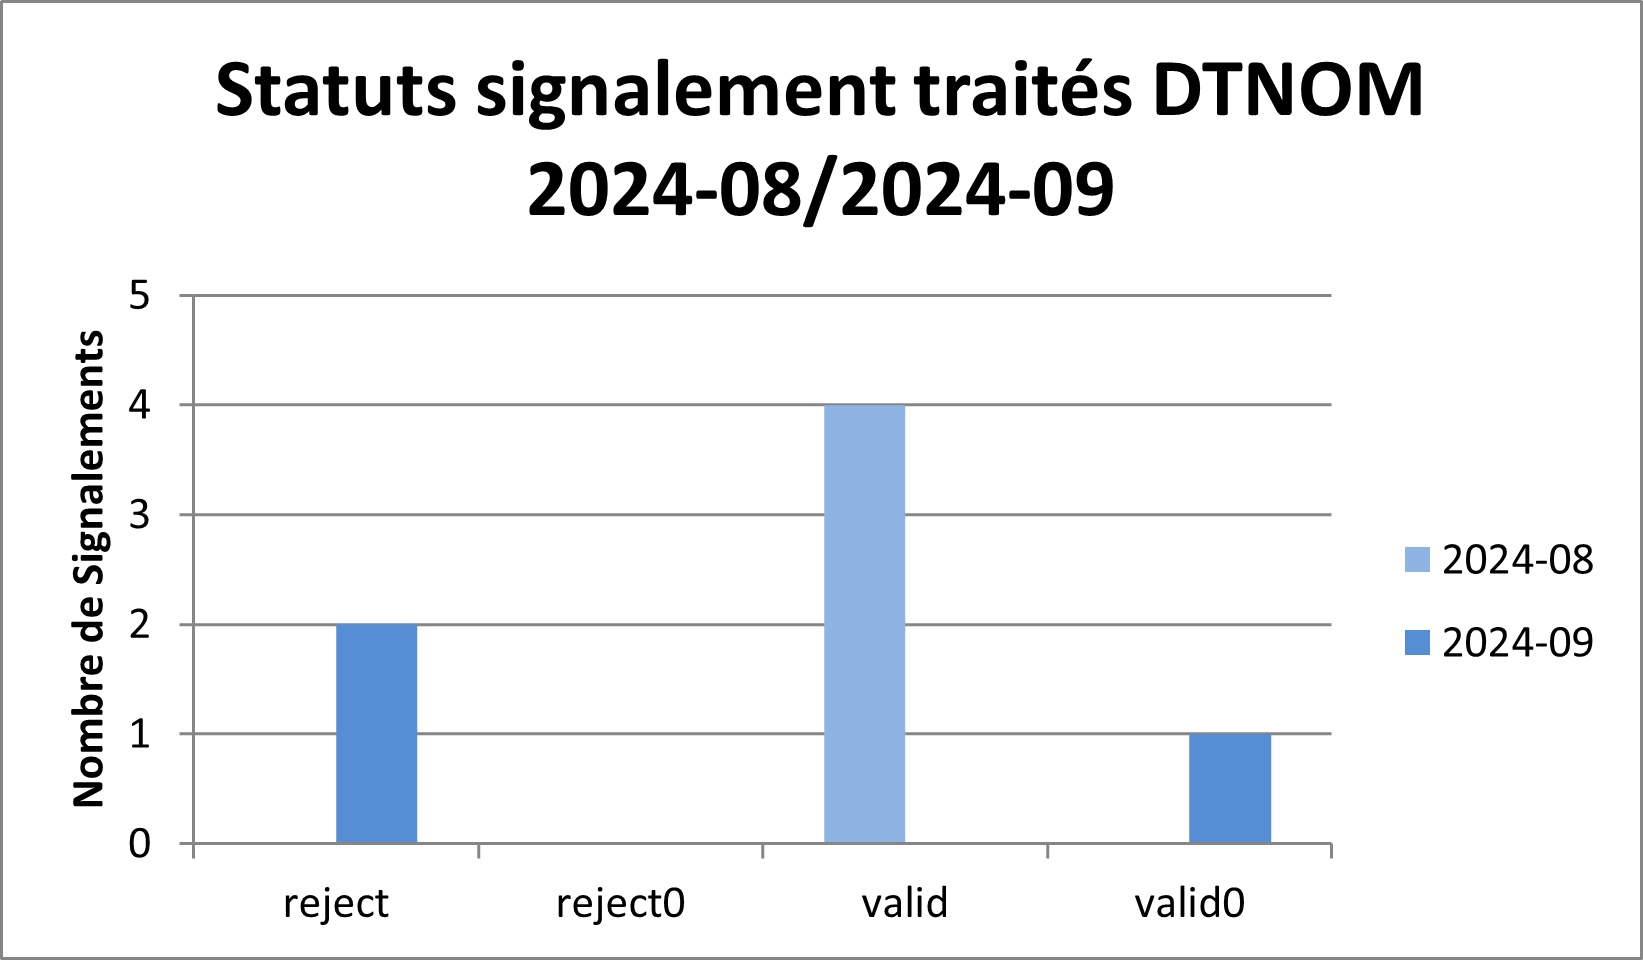 Statuts signalement traités DTNOM
2024-08/2024-09
Nombre de Signalements
5
4
3
2
1
0
reject
reject0
valid
valid0
2024-08
2024-09